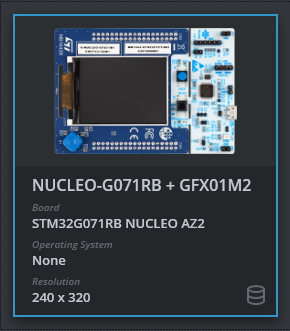 NUCLEO-G071RB + GFX01M2
Board
STM32G071RB NUCLEO AZ2
Operating System
None
Resolution
240 x 320